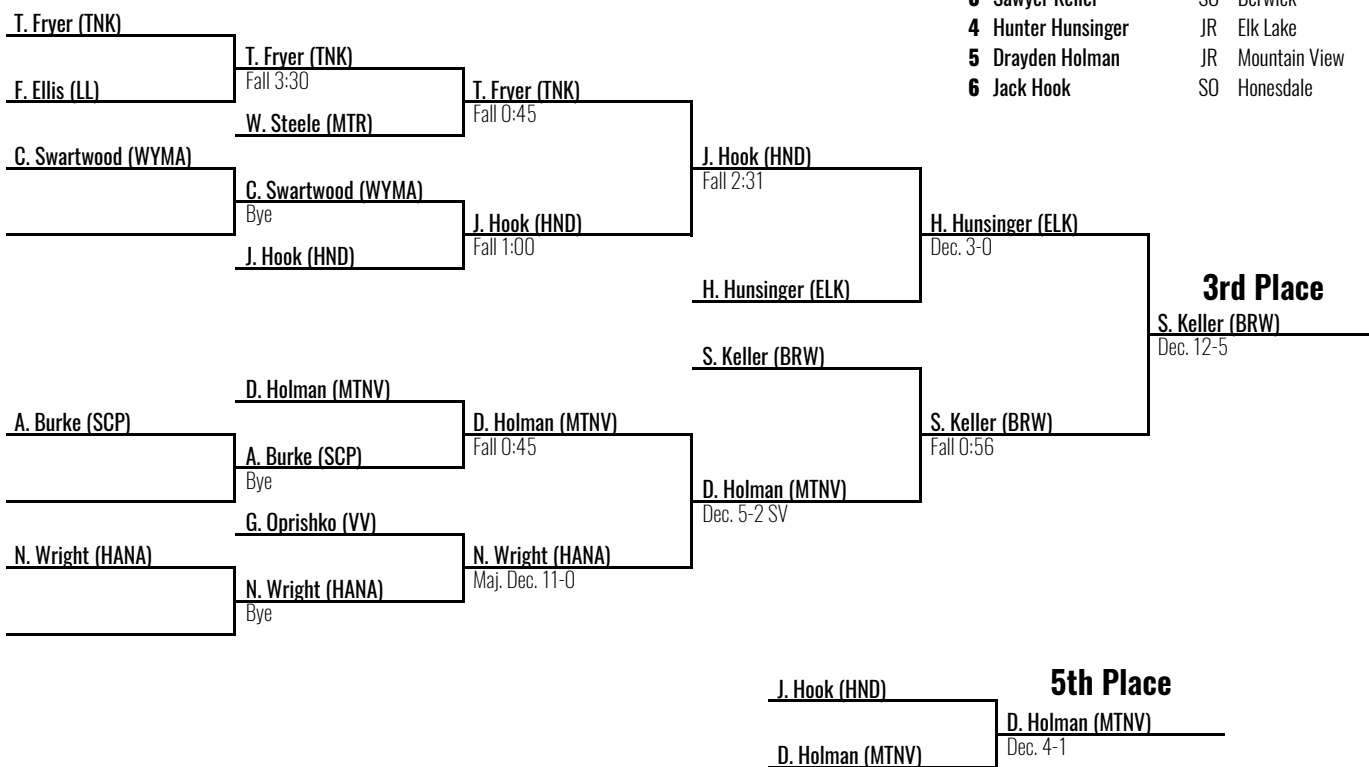 3 Sawyer Keller SO Berwick
4 Hunter Hunsinger JR Elk Lake
5 Drayden Holman JR Mountain View
6 Jack Hook SO Honesdale
T. Fryer (TNK)
F. Ellis (LL)
C. Swartwood (WYMA)
A. Burke (SCP)
N. Wright (HANA)
T. Fryer (TNK)
Fall 3:30
W. Steele (MTR)
C. Swartwood (WYMA)
Bye
J. Hook (HND)
D. Holman (MTNV)
A. Burke (SCP)
Bye
G. Oprishko (VV)
N. Wright (HANA)
Bye
T. Fryer (TNK)
Fall 0:45
J. Hook (HND)
Fall 1:00
D. Holman (MTNV)
Fall 0:45
N. Wright (HANA)
Maj. Dec. 11-0
J. Hook (HND)
Fall 2:31
H. Hunsinger (ELK)
S. Keller (BRW)
D. Holman (MTNV)
Dec. 5-2 SV
H. Hunsinger (ELK)
Dec. 3-0
S. Keller (BRW)
Fall 0:56
3rd Place
S. Keller (BRW)
Dec. 12-5
5th Place
J. Hook (HND)
D. Holman (MTNV)
D. Holman (MTNV)
Dec. 4-1